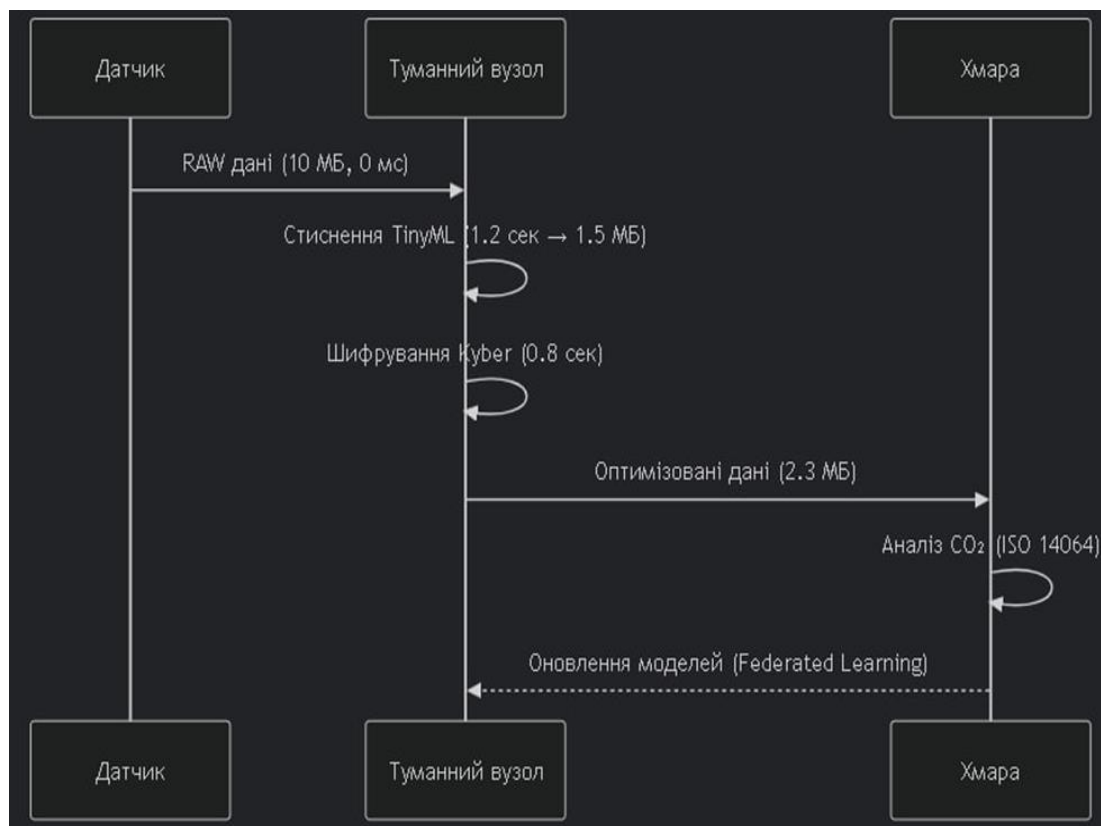 Датчик
Туманний вузол
Хмара
RAW дані (10 МБ, 0 мс)
Стиснення TinyML (1.2 сек → 1.5 МБ)
Шифрування Kyber (0.8 сек)
Оптимізовані дані (2.3 МБ)
Аналіз CO₂ (ISO 14064)
Оновлення моделей (Federated Learning)
Датчик
Туманний вузол
Хмара